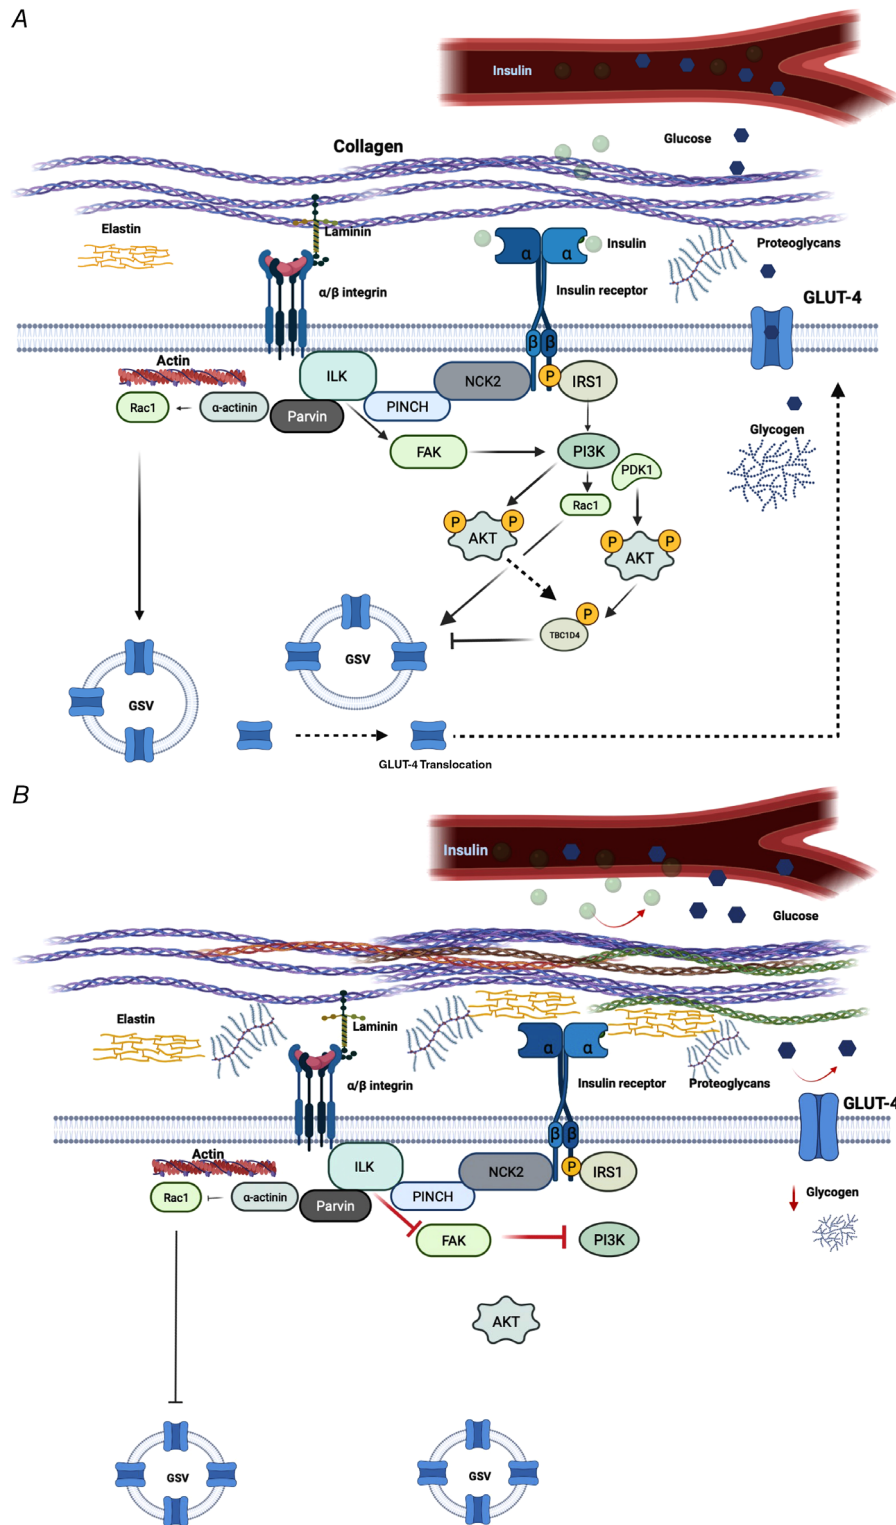 A
Insulin
Glucose
Collagen
Elastin
Laminin
Insulin
Proteoglycans
α
α
α/β integrin
Insulin receptor
GLUT-4
β
β
Actin
ILK
NCK2
P
IRS1
Rac1
α-actinin
Parvin
PINCH
Glycogen
FAK
PI3K
PDK1
Rac1
P
P
AKT
P
P
AKT
P
TBC1D4
GSV
GSV
GLUT-4 Translocation
B
Insulin
Glucose
Elastin
Laminin
α
α
α/β integrin
Insulin receptor
Proteoglycans
GLUT-4
β
β
Actin
ILK
NCK2
P
IRS1
Rac1
α-actinin
Parvin
PINCH
Glycogen
FAK
PI3K
AKT
GSV
GSV